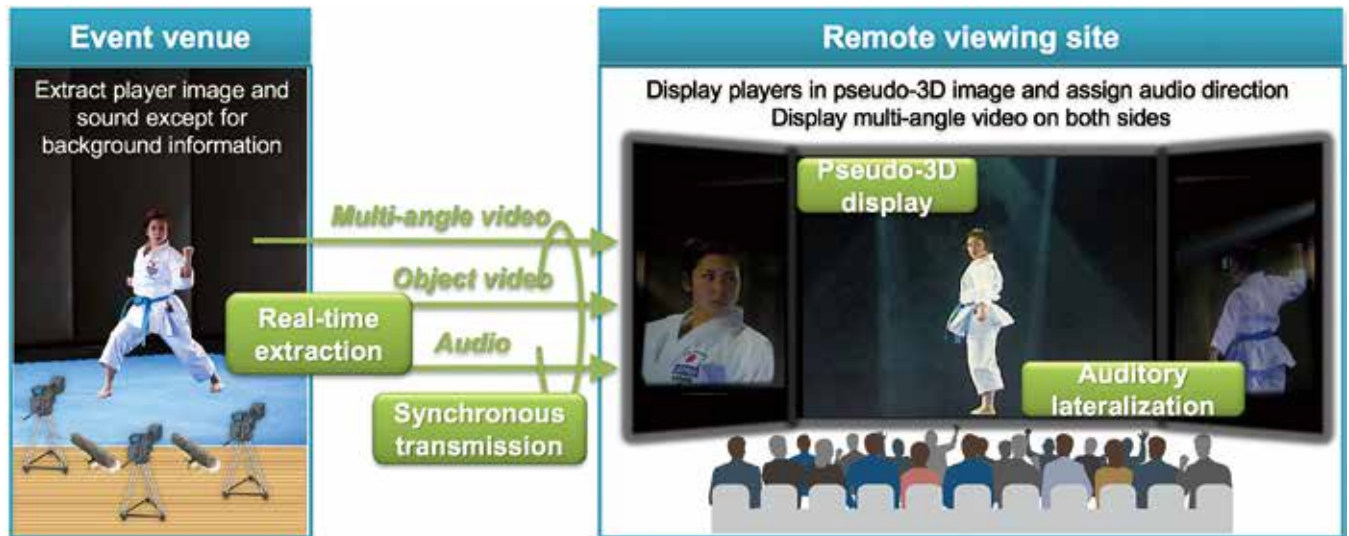 Event venue
Extract player image and
sound except for
background information
Multi-angle video
Object video
Real-time
extraction
Audio
Synchronous
transmission
Remote viewing site
Display players in pseudo-3D image and assign audio direction
Display multi-angle video on both sides
Pseudo-3D
display
Auditory
lateralization